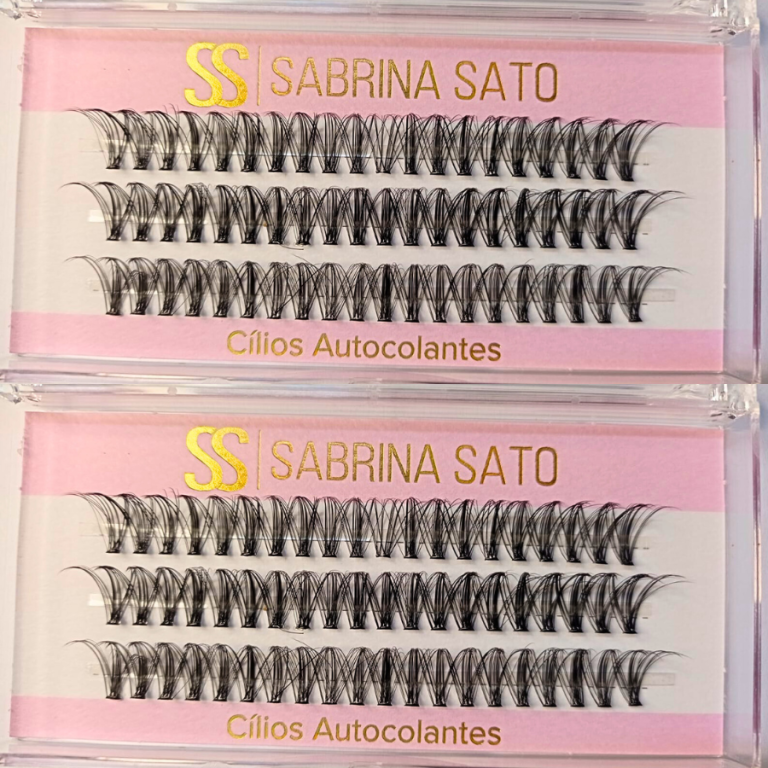 SS | SABRINA SATO
Cílios Autocolantes
SS | SABRINA SATO
Cílios Autocolantes